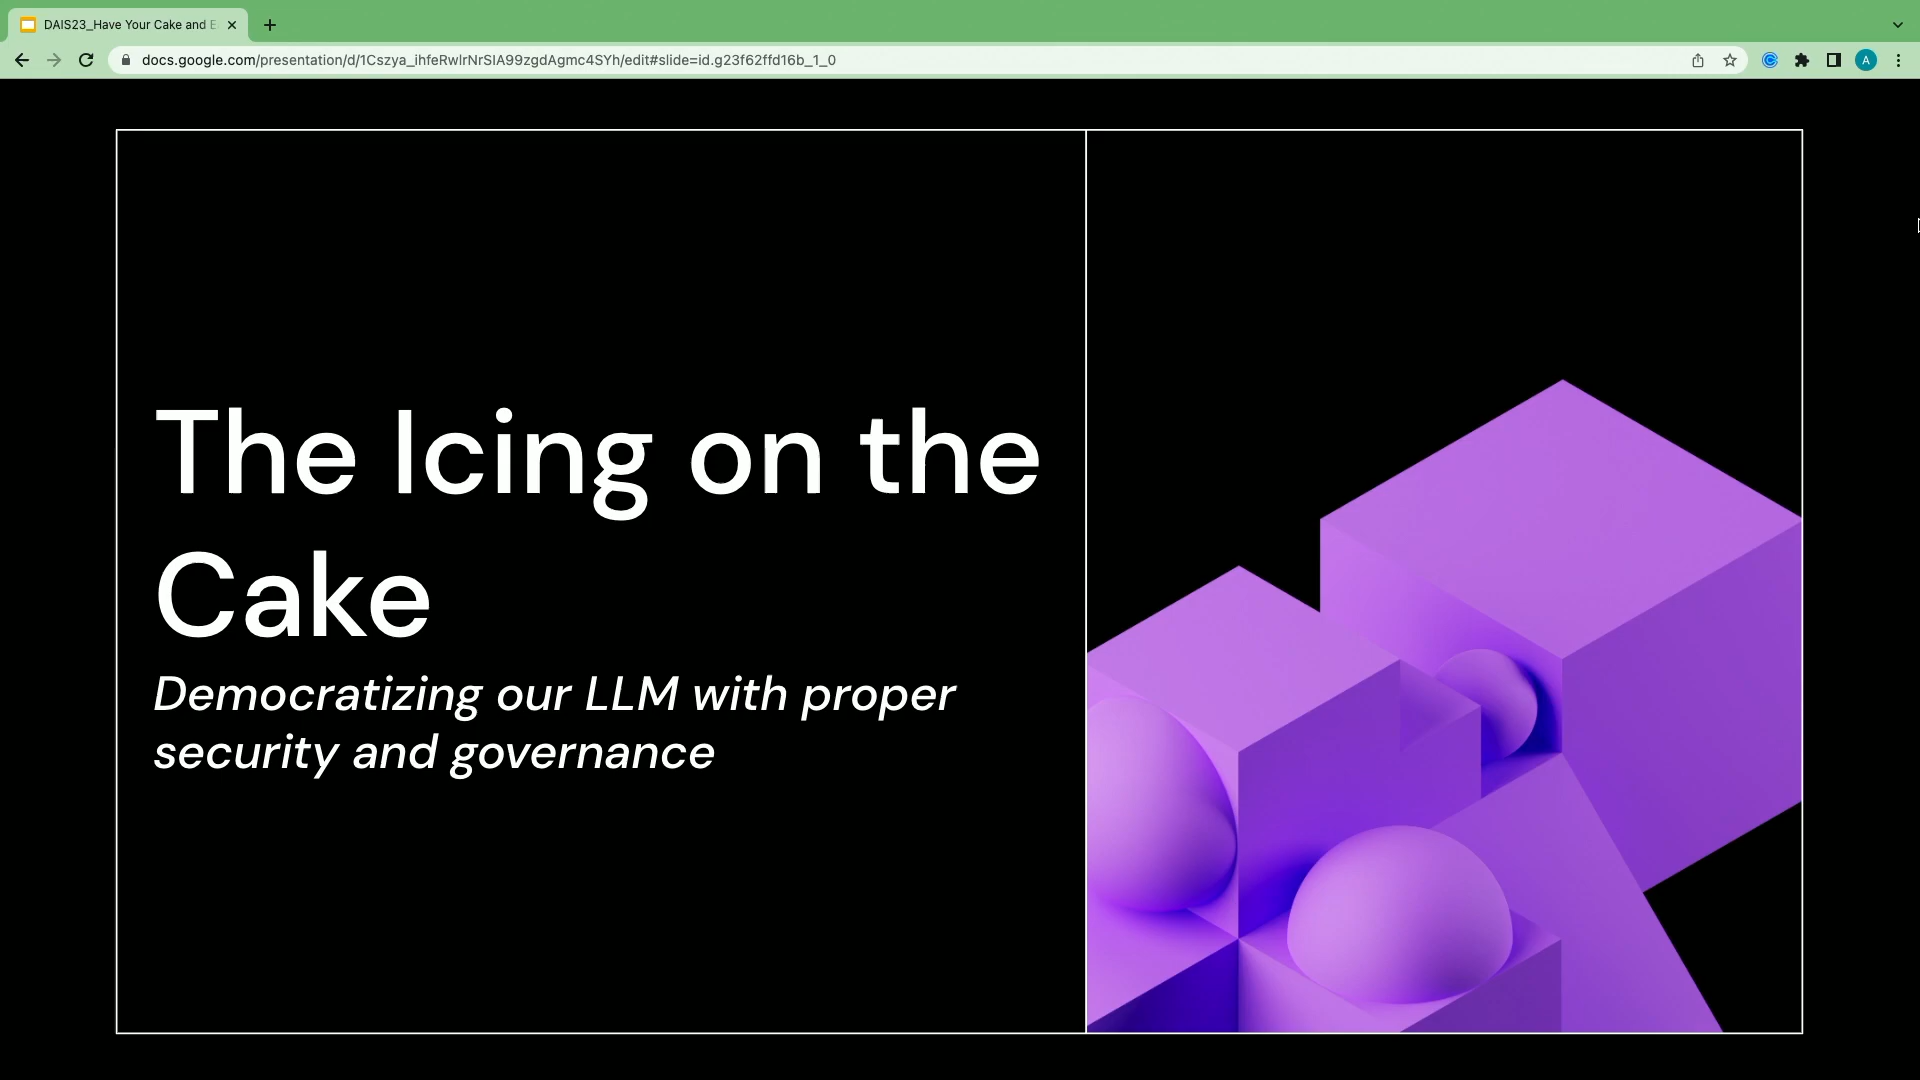 DAIS23_Have Your Cake and E
docs.google.com/presentation/d/1Cszya_ihfeRwlrNrSIA99zgdAgmc4SYh/edit#slide=id.g23f62ffd16b_1_0
A
The Icing on the
Cake
Democratizing our LLM with proper
security and governance